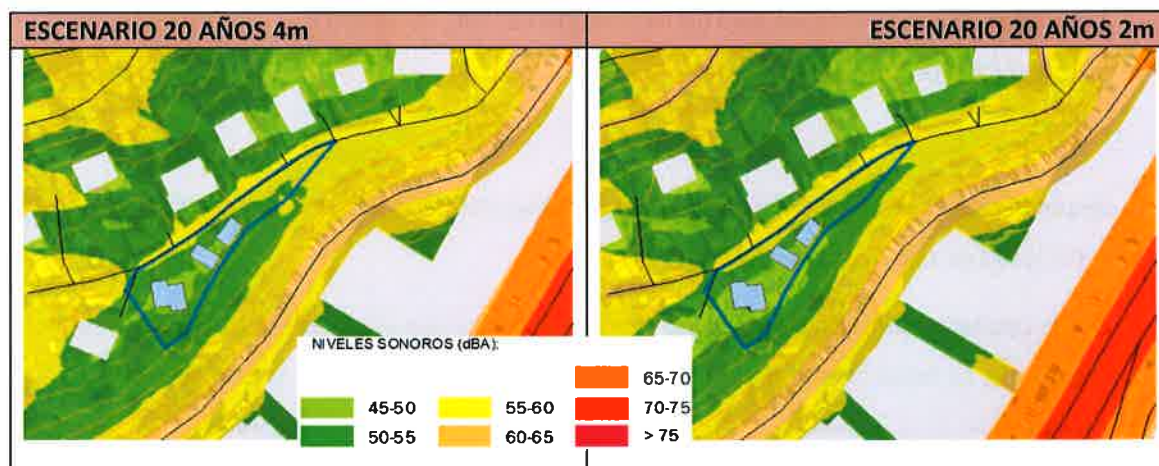 ESCENARIO 20 AÑOS 4m
ESCENARIO 20 AÑOS 2m
NIVELES SONOROS (dBA):
45-50
50-55
55-60
60-65
65-70
70-75
> 75